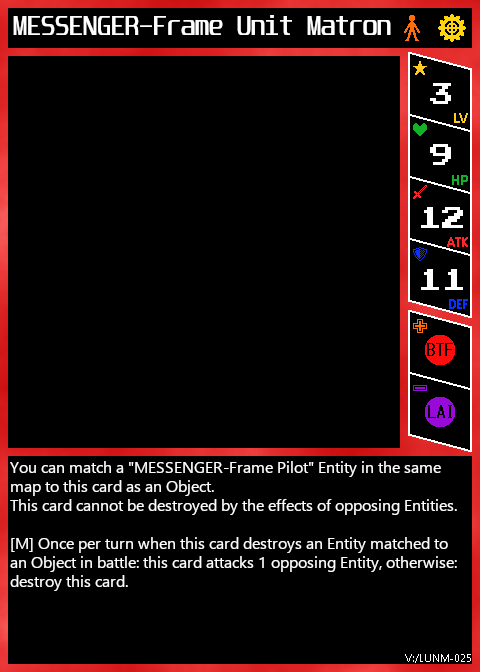 MESSENGER-Frame Unit Matron
3
LV
9
HP
12
ATK
11
DEF
BTF
LAI
You can match a "MESSENGER-Frame Pilot" Entity in the same
map to this card as an Object.
This card cannot be destroyed by the effects of opposing Entities.
[M] Once per turn when this card destroys an Entity matched to
an Object in battle: this card attacks 1 opposing Entity, otherwise:
destroy this card.
V:/LUNM-025